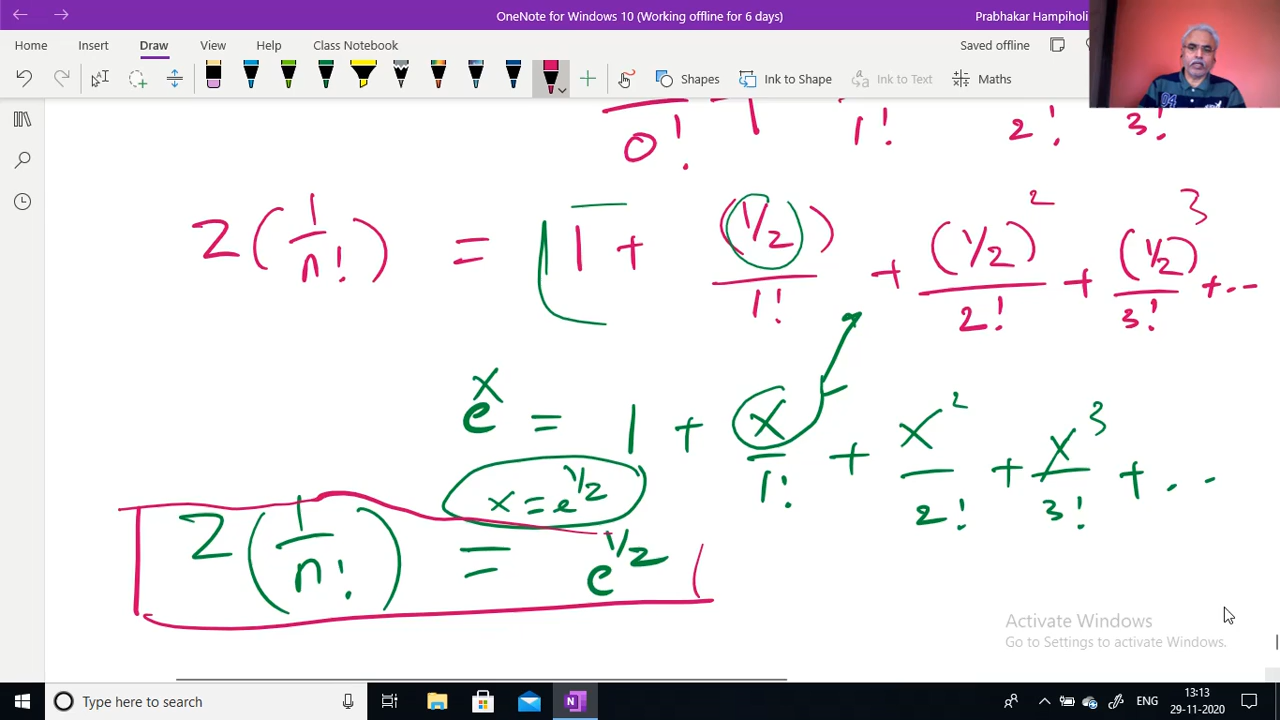 OneNote for Windows 10 (Working offline for 6 days)
Prabhakar Hampiholi
Home Insert Draw View Help Class Notebook
Saved offline
Shapes Ink to Shape Ink to Text Maths
0! 1 1! 2! 3!
Z(1/n!) = 1 + (1/2)/1! + (1/2)^2/2! + (1/2)^3/3! + ..
e^x = 1 + x/1! + x^2/2! + x^3/3! + ..
x = e^1/2
Z(1/n!) = e^1/2
Activate Windows
Go to Settings to activate Windows.
Type here to search
ENG
13:13
29-11-2020